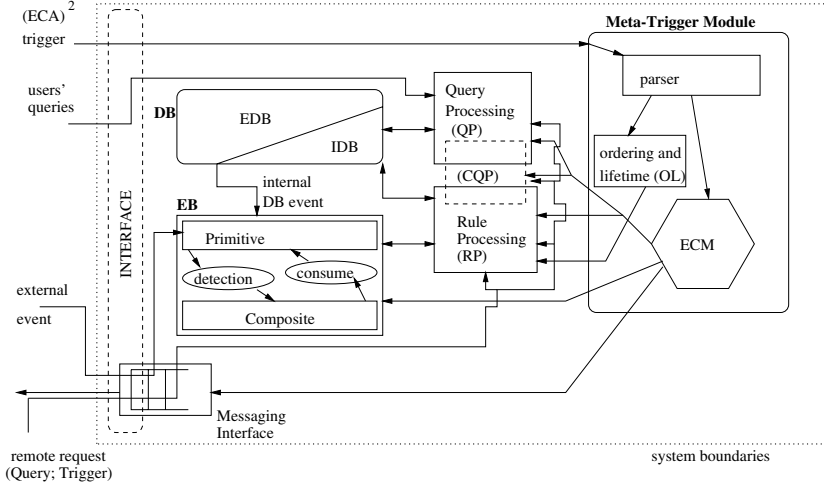 (ECA) 2
trigger
users'
queries
Meta-Trigger Module
parser
ordering and
lifetime (OL)
ECM
DB
EDB
IDB
Query
Processing
(QP)
(CQP)
Rule
Processing
(RP)
internal
DB event
EB
Primitive
detection
consume
Composite
INTERFACE
external
event
Messaging
Interface
remote request
(Query; Trigger)
system boundaries